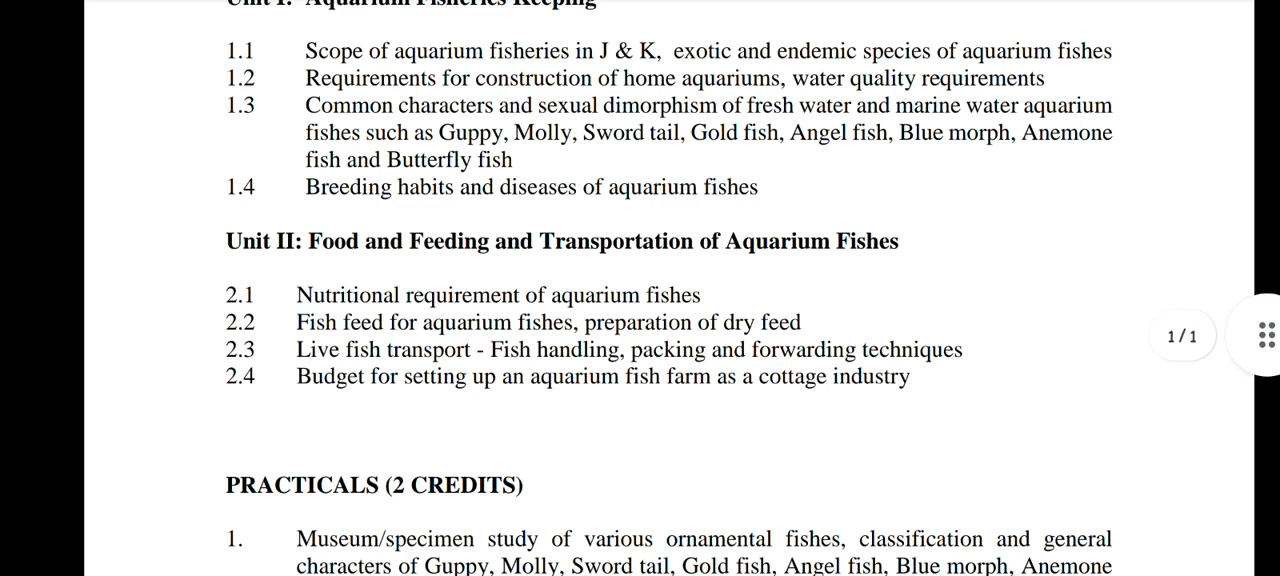 Unit I: Aquarium Fisheries Keeping
1.1 Scope of aquarium fisheries in J & K, exotic and endemic species of aquarium fishes
1.2 Requirements for construction of home aquariums, water quality requirements
1.3 Common characters and sexual dimorphism of fresh water and marine water aquarium
fishes such as Guppy, Molly, Sword tail, Gold fish, Angel fish, Blue morph, Anemone
fish and Butterfly fish
1.4 Breeding habits and diseases of aquarium fishes
Unit II: Food and Feeding and Transportation of Aquarium Fishes
2.1 Nutritional requirement of aquarium fishes
2.2 Fish feed for aquarium fishes, preparation of dry feed
2.3 Live fish transport - Fish handling, packing and forwarding techniques
1/1
2.4 Budget for setting up an aquarium fish farm as a cottage industry
PRACTICALS (2 CREDITS)
1. Museum/specimen study of various ornamental fishes, classification and general
characters of Guppy, Molly, Sword tail, Gold fish, Angel fish, Blue morph, Anemone